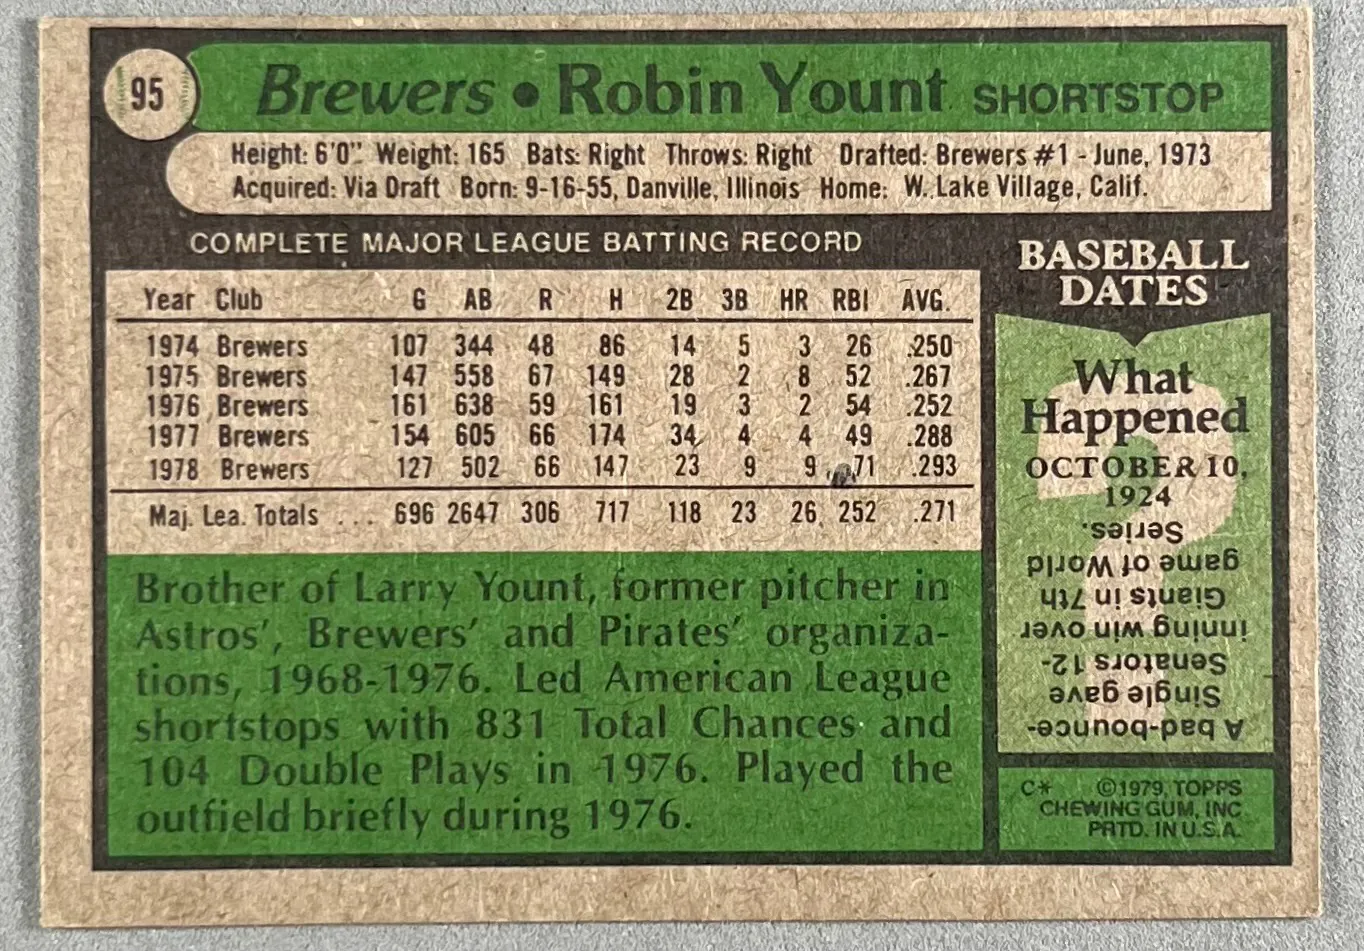 95
Brewers • Robin Yount SHORTSTOP
Height: 6'0" Weight: 165 Bats: Right Throws: Right Drafted: Brewers #1 - June, 1973
Acquired: Via Draft Born: 9-16-55, Danville, Illinois Home: W. Lake Village, Calif.
COMPLETE MAJOR LEAGUE BATTING RECORD
Year Club G AB R H 2B 3B HR RBI AVG.
1974 Brewers 107 344 48 86 14 5 3 26 .250
1975 Brewers 147 558 67 149 28 2 8 52 .267
1976 Brewers 161 638 59 161 19 3 2 54 .252
1977 Brewers 154 605 66 174 34 4 4 49 .288
1978 Brewers 127 502 66 147 23 9 9 71 .293
Maj. Lea. Totals ... 696 2647 306 717 118 23 26 252 .271
Brother of Larry Yount, former pitcher in
Astros', Brewers' and Pirates' organiza-
tions, 1968-1976. Led American League
shortstops with 831 Total Chances and
104 Double Plays in 1976. Played the
outfield briefly during 1976.
BASEBALL
DATES
What
Happened
OCTOBER 10,
1924
A bad-bounce-
Single gave
Senators 12-
inning win over
Giants in 7th
game of World
Series.
C* ©1979, TOPPS
CHEWING GUM, INC
PRTD. IN U.S.A.